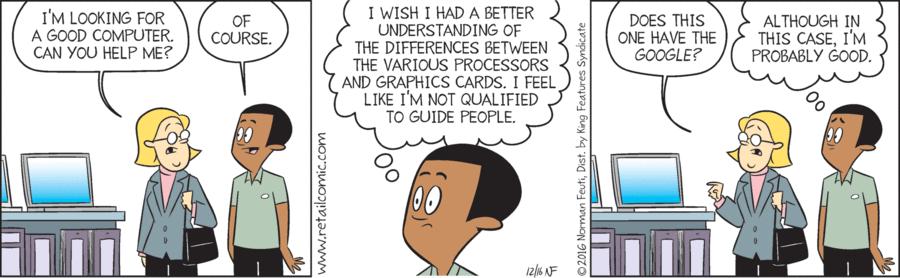 I'M LOOKING FOR
A GOOD COMPUTER.
CAN YOU HELP ME?
OF
COURSE.
I WISH I HAD A BETTER
UNDERSTANDING OF
THE DIFFERENCES BETWEEN
THE VARIOUS PROCESSORS
AND GRAPHICS CARDS. I FEEL
LIKE I'M NOT QUALIFIED
TO GUIDE PEOPLE.
www.retailcomic.com
12/16 NF
DOES THIS
ONE HAVE THE
GOOGLE?
ALTHOUGH IN
THIS CASE, I'M
PROBABLY GOOD.
©2016 Norman Feuti, Dist. by King Features Syndicate